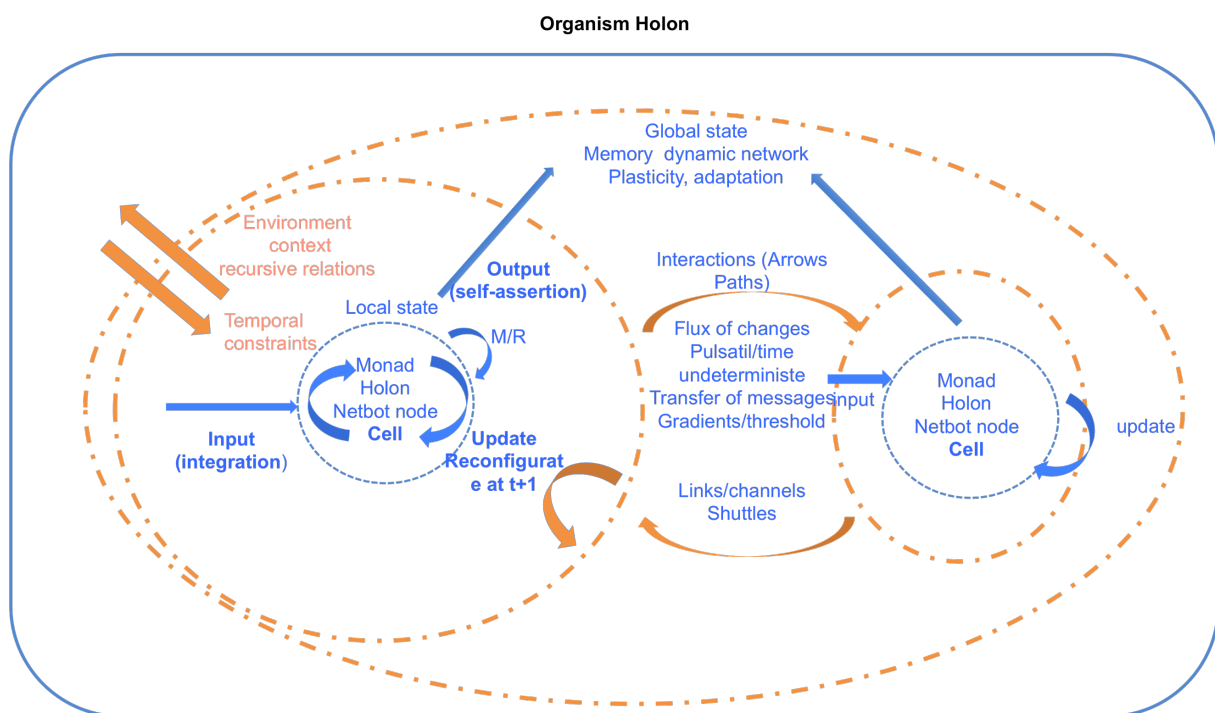 Organism Holon
Global state
Memory  dynamic network
Plasticity, adaptation
Environment
context
recursive relations
Temporal
constraints
Output
(self-assertion)
Local state
M/R
Monad
Holon
Netbot node
Cell
Input
(integration)
Update
Reconfigurat
e at t+1
Interactions (Arrows
Paths)
Flux of changes
Pulsatil/time
undeterministe
Transfer of messages
Gradients/threshold
input
Links/channels
Shuttles
Monad
Holon
Netbot node
Cell
update